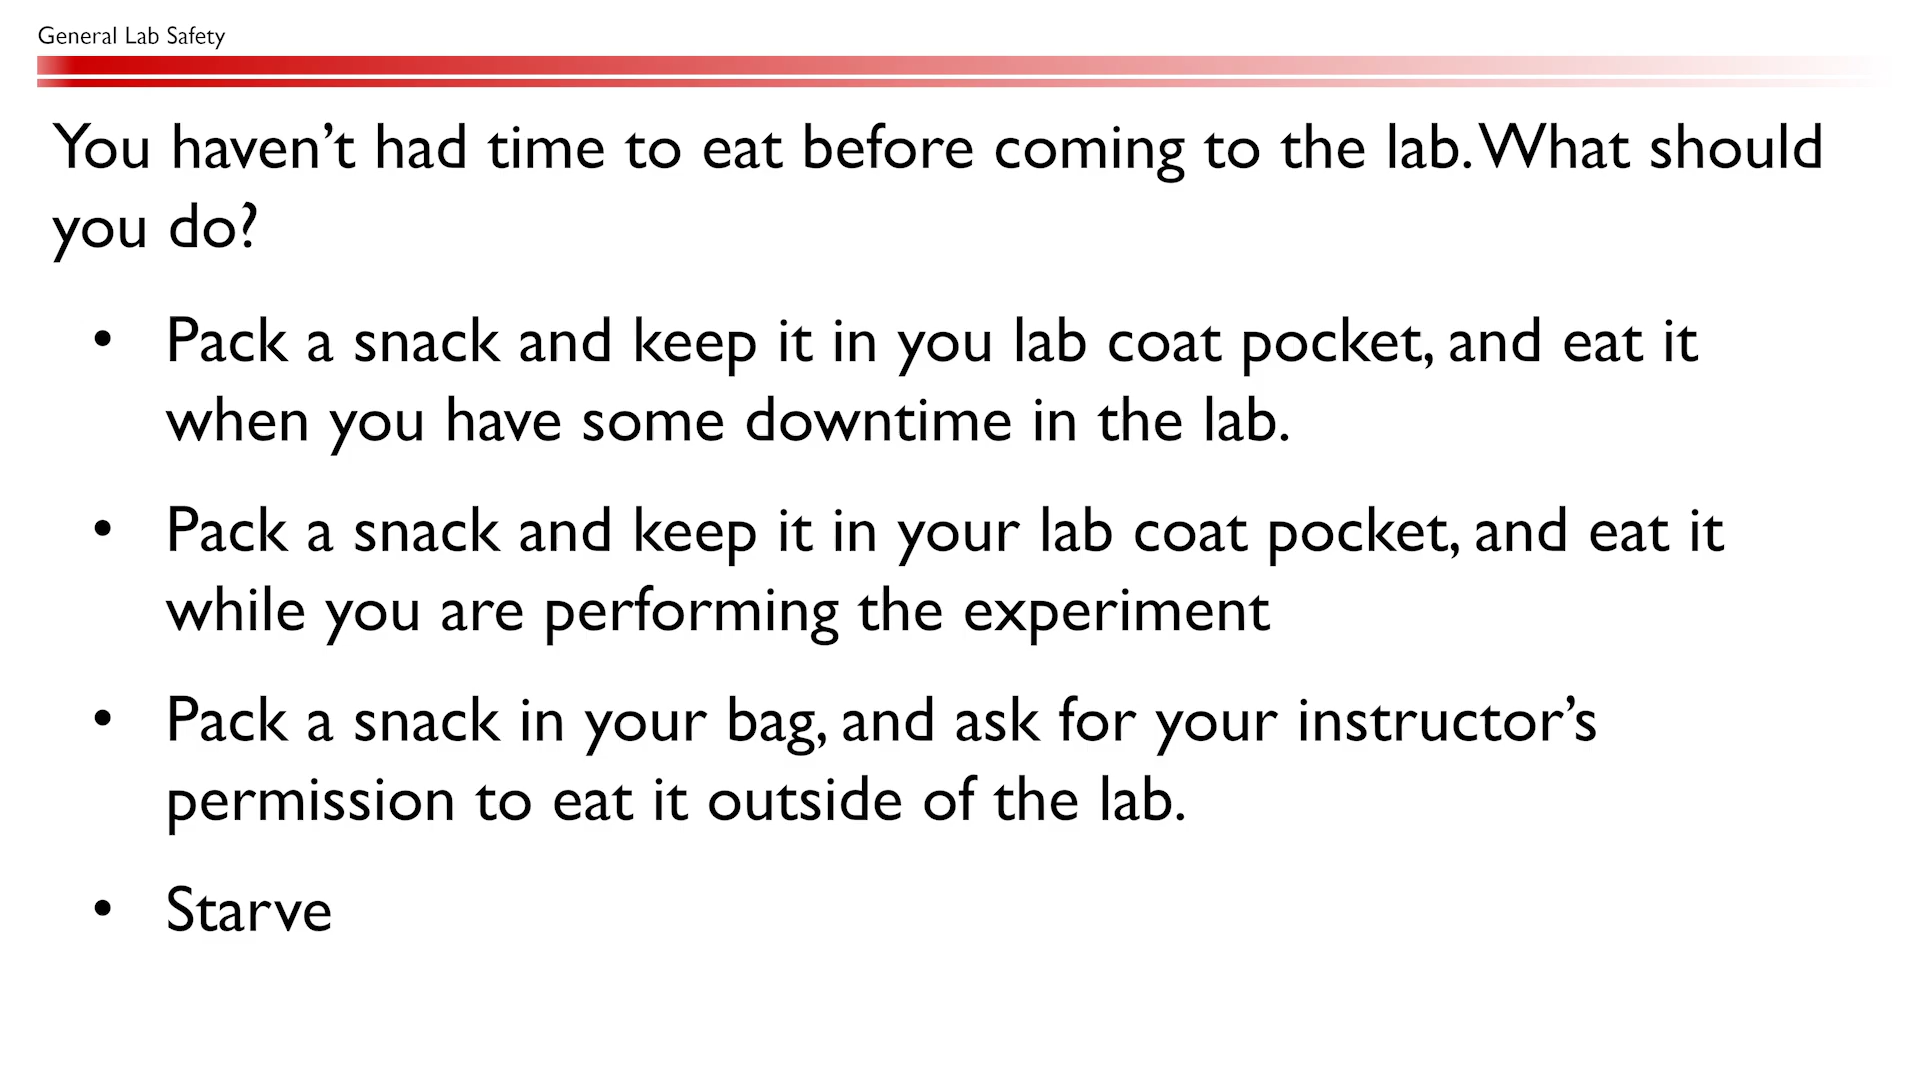 General Lab Safety
You haven’t had time to eat before coming to the lab. What should
you do?
• Pack a snack and keep it in you lab coat pocket, and eat it
when you have some downtime in the lab.
• Pack a snack and keep it in your lab coat pocket, and eat it
while you are performing the experiment
• Pack a snack in your bag, and ask for your instructor’s
permission to eat it outside of the lab.
• Starve